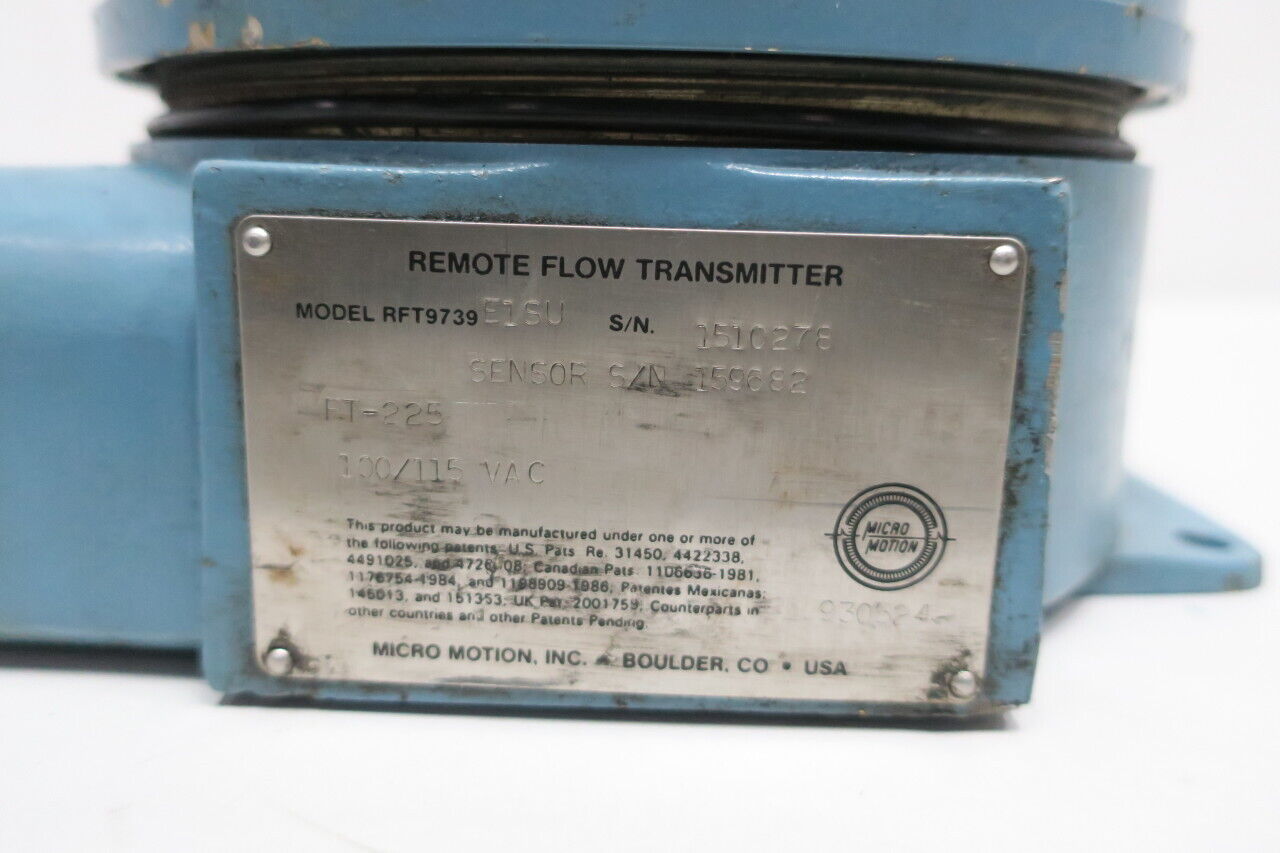 REMOTE FLOW TRANSMITTER
MODEL RFT9739 E1SU S/N. 1510278
SENSOR S/N 159682
FT-225
100/115 VAC
This product may be manufactured under one or more of
the following patents: U.S. Pats Re. 31450, 4422338,
4491025, and Canadian Pats. 1106636-1981,
1176754-1984, and 1198909-1986; Patentes Mexicanas:
and 151353; UK Pat. 2001759; Counterparts in
other countries and other Patents Pending.
MICRO MOTION
930524
MICRO MOTION, INC. • BOULDER, CO • USA